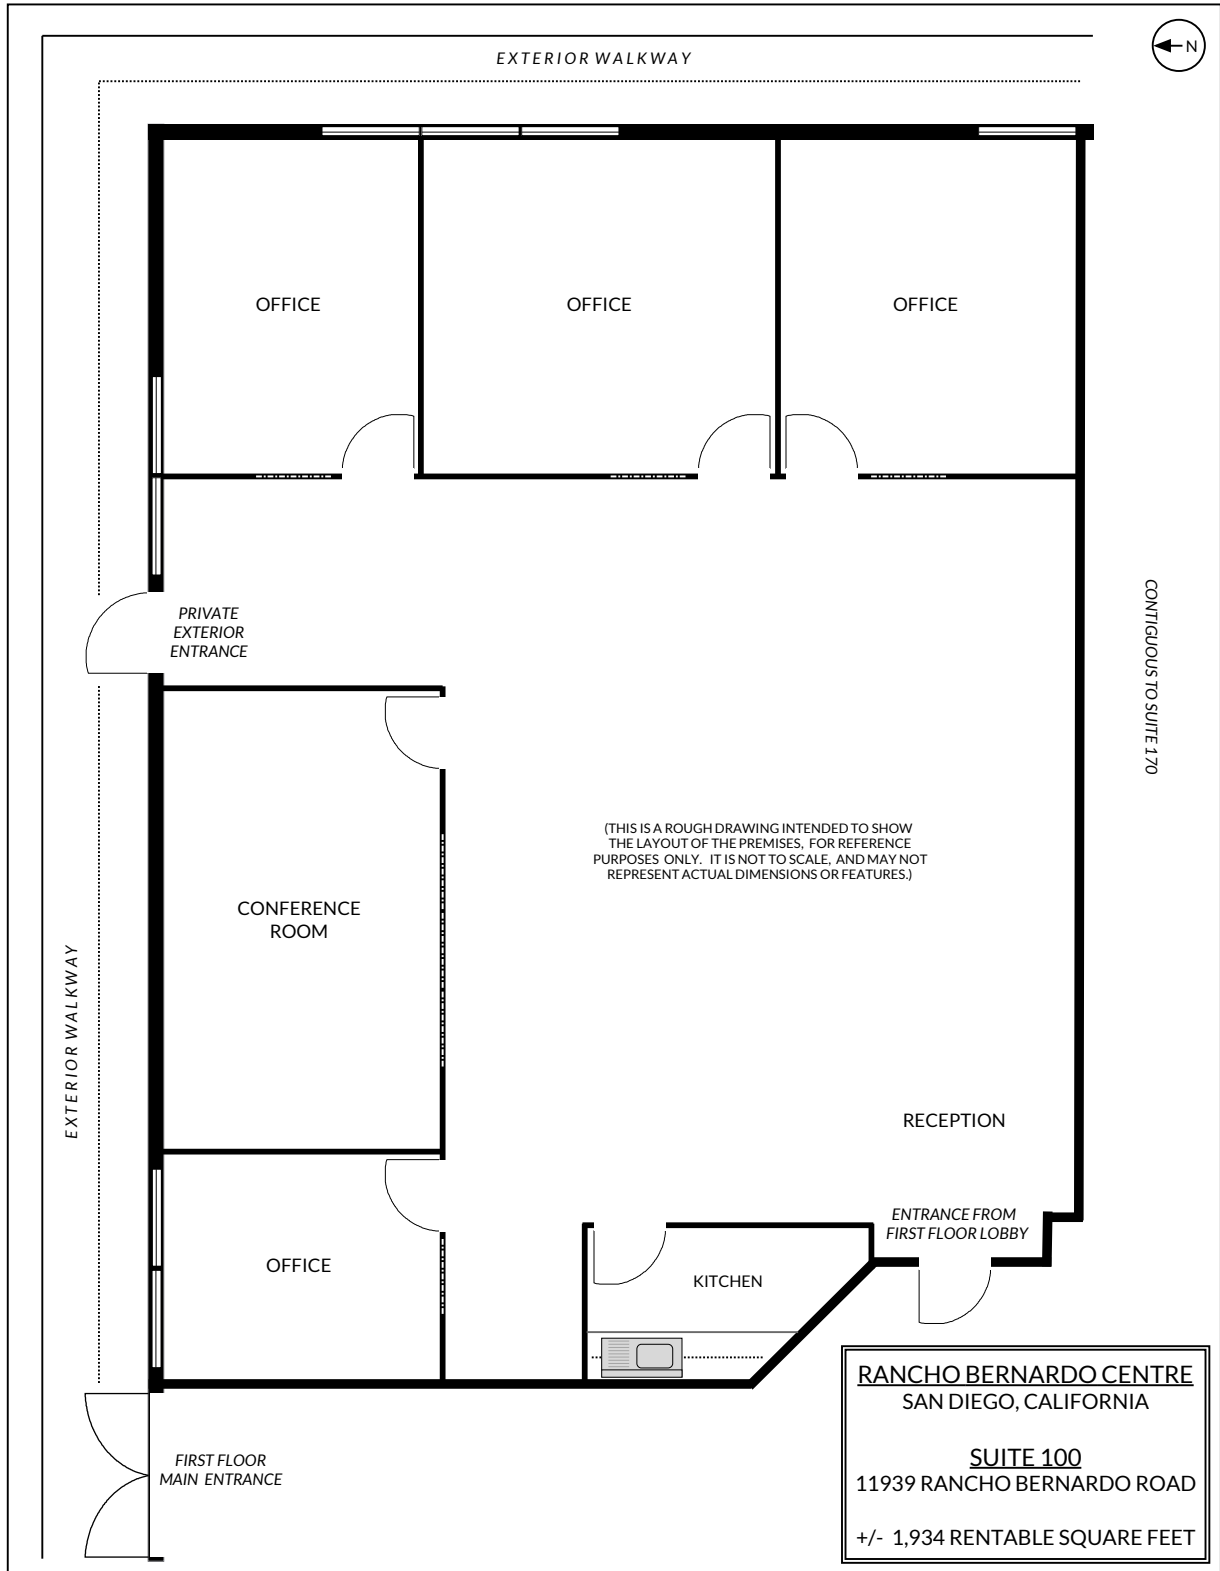 EXTERIOR WALKWAY
N
OFFICE
OFFICE
OFFICE
PRIVATE
EXTERIOR
ENTRANCE
CONTIGUOUS TO SUITE 170
(THIS IS A ROUGH DRAWING INTENDED TO SHOW
THE LAYOUT OF THE PREMISES, FOR REFERENCE
PURPOSES ONLY. IT IS NOT TO SCALE, AND MAY NOT
REPRESENT ACTUAL DIMENSIONS OR FEATURES.)
CONFERENCE
ROOM
EXTERIOR WALKWAY
RECEPTION
ENTRANCE FROM
FIRST FLOOR LOBBY
OFFICE
KITCHEN
FIRST FLOOR
MAIN ENTRANCE
RANCHO BERNARDO CENTRE
SAN DIEGO, CALIFORNIA
SUITE 100
11939 RANCHO BERNARDO ROAD
+/- 1,934 RENTABLE SQUARE FEET